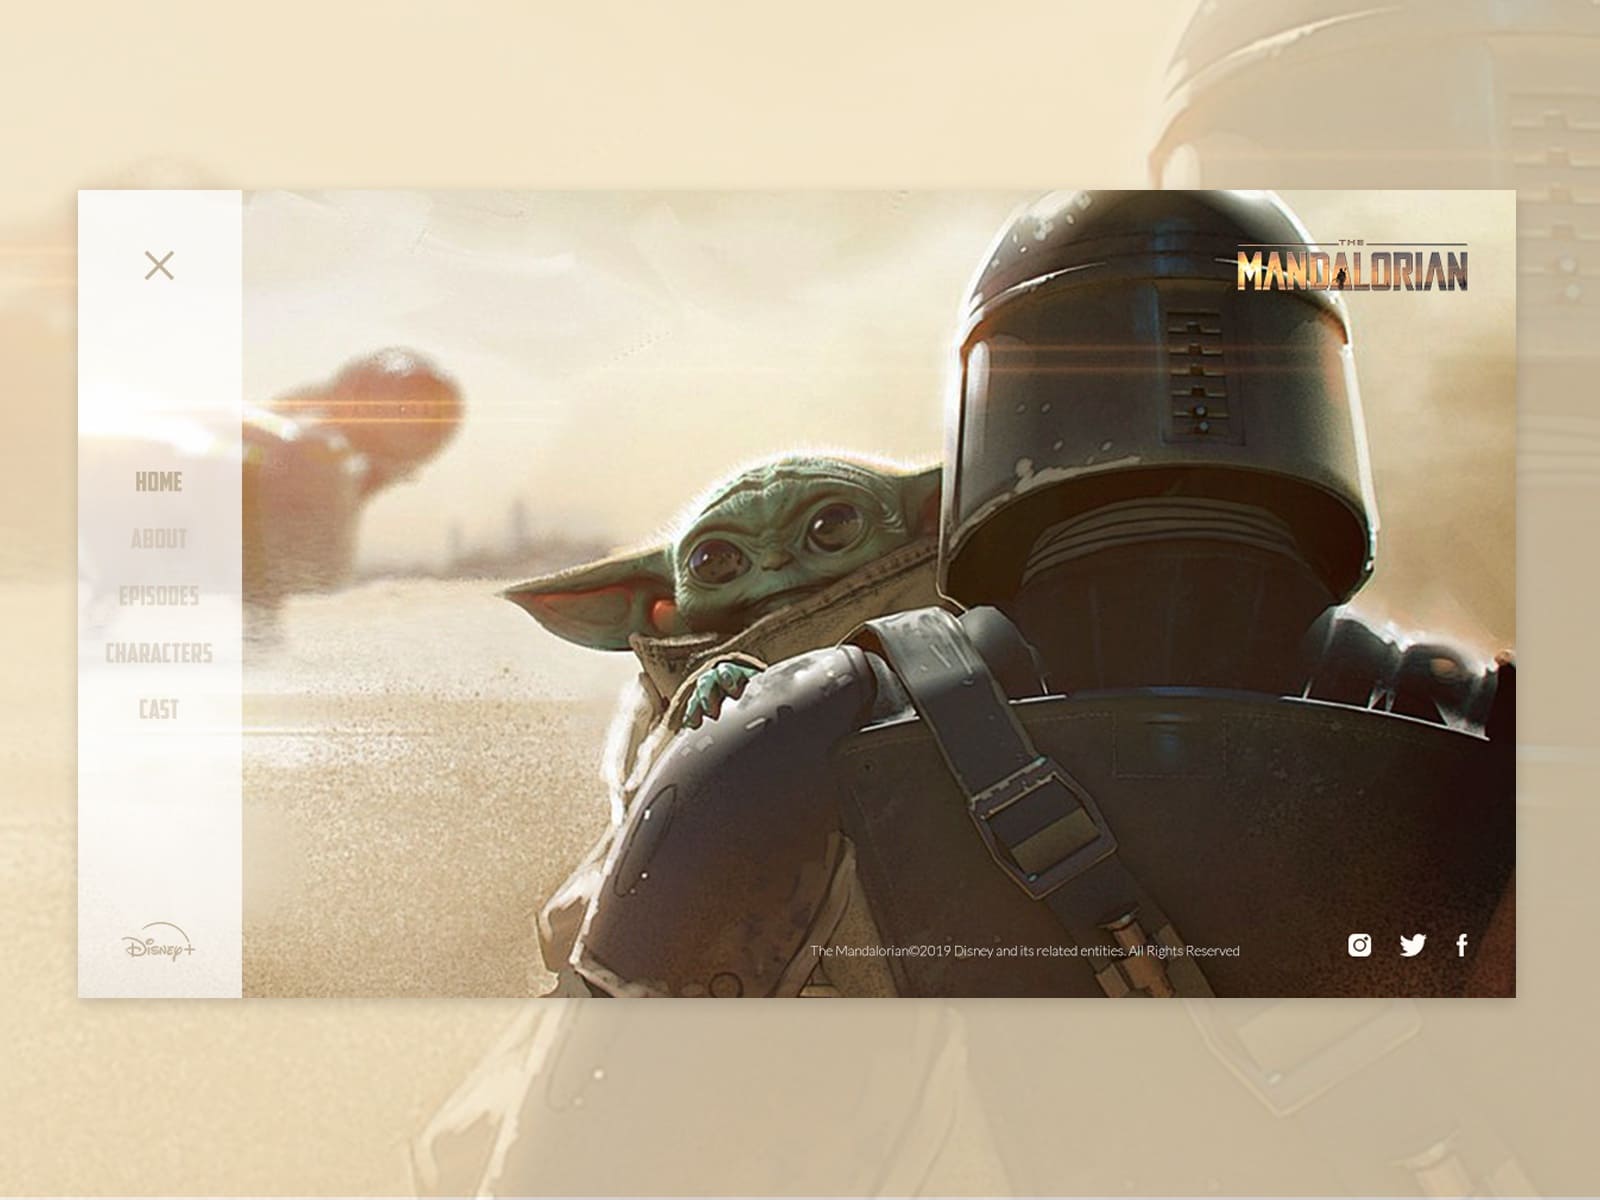 THE
MANDALORIAN
HOME
ABOUT
EPISODES
CHARACTERS
CAST
Disney+
The Mandalorian©2019 Disney and its related entities. All Rights Reserved